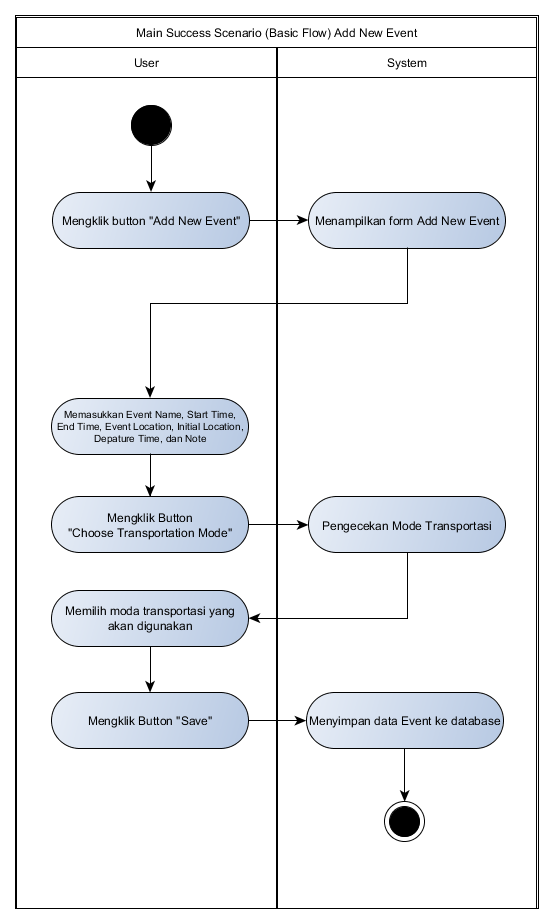 Main Success Scenario (Basic Flow) Add New Event
User
System
Mengklik button "Add New Event"
Menampilkan form Add New Event
Memasukkan Event Name, Start Time,
End Time, Event Location, Initial Location,
Depature Time, dan Note
Mengklik Button
"Choose Transportation Mode"
Pengecekan Mode Transportasi
Memilih moda transportasi yang
akan digunakan
Mengklik Button "Save"
Menyimpan data Event ke database